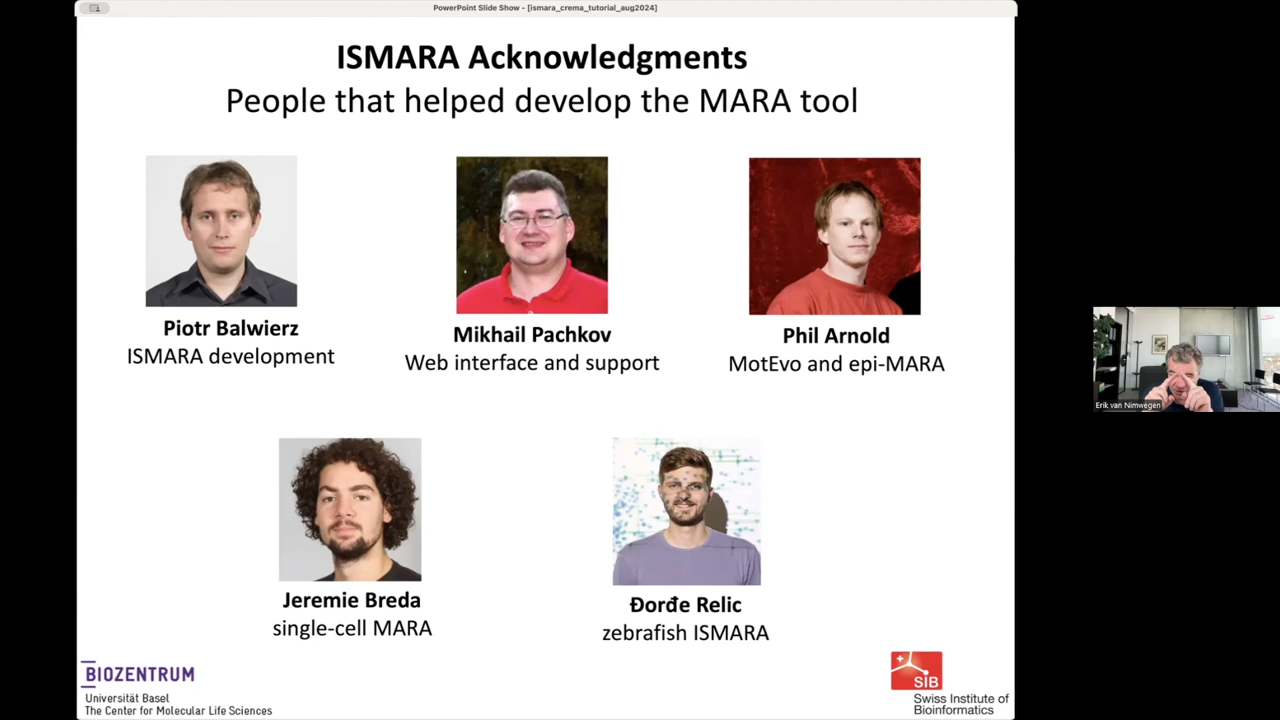 PowerPoint Slide Show - [ismara_crema_tutorial_aug2024]
ISMARA Acknowledgments
People that helped develop the MARA tool
Piotr Balwierz
ISMARA development
Mikhail Pachkov
Web interface and support
Phil Arnold
MotEvo and epi-MARA
Erik van Nimwegen
Jeremie Breda
single-cell MARA
Đorđe Relic
zebrafish ISMARA
BIOZENTRUM
Universität Basel
The Center for Molecular Life Sciences
SIB
Swiss Institute of
Bioinformatics